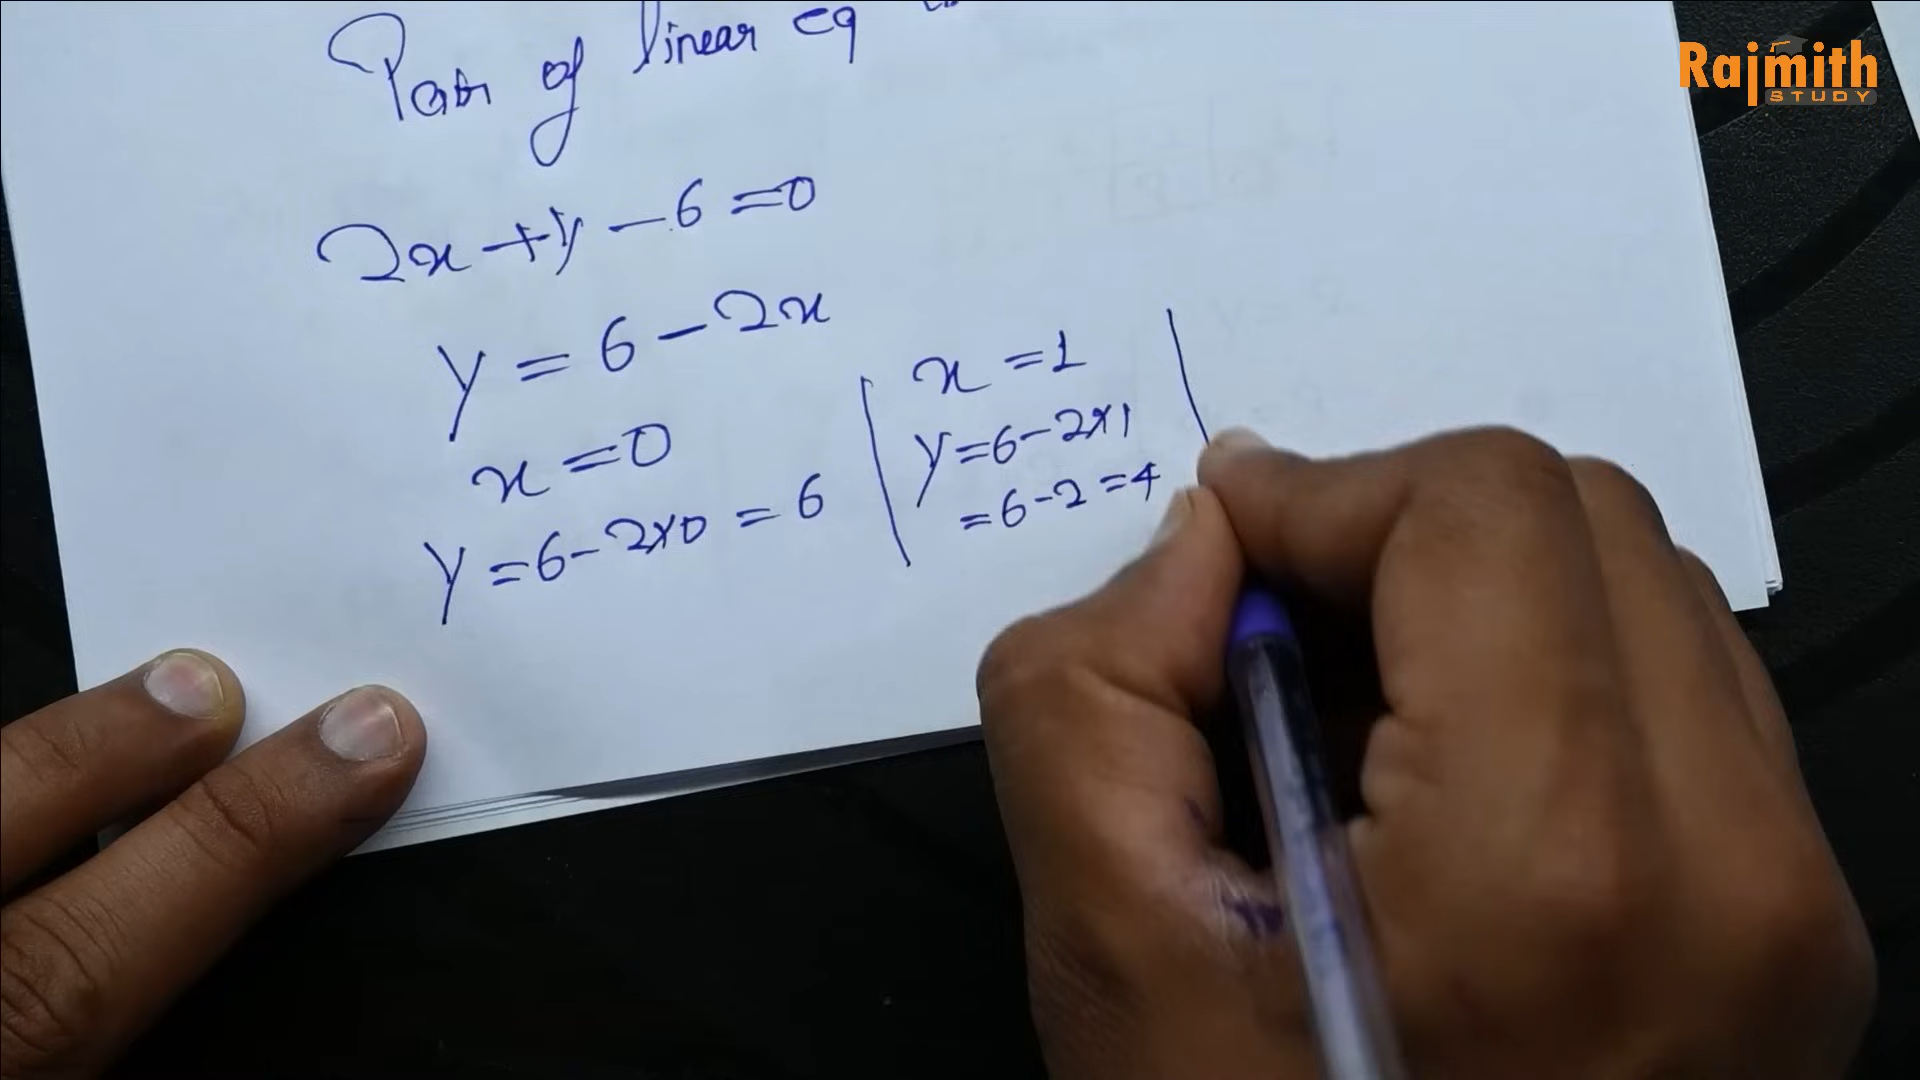 Pair of linear eq
2x + y - 6 = 0
y = 6 - 2x
x = 0
y = 6 - 2x0 = 6
x = 1
y = 6 - 2x1
= 6 - 2 = 4
Rajmith
STUDY